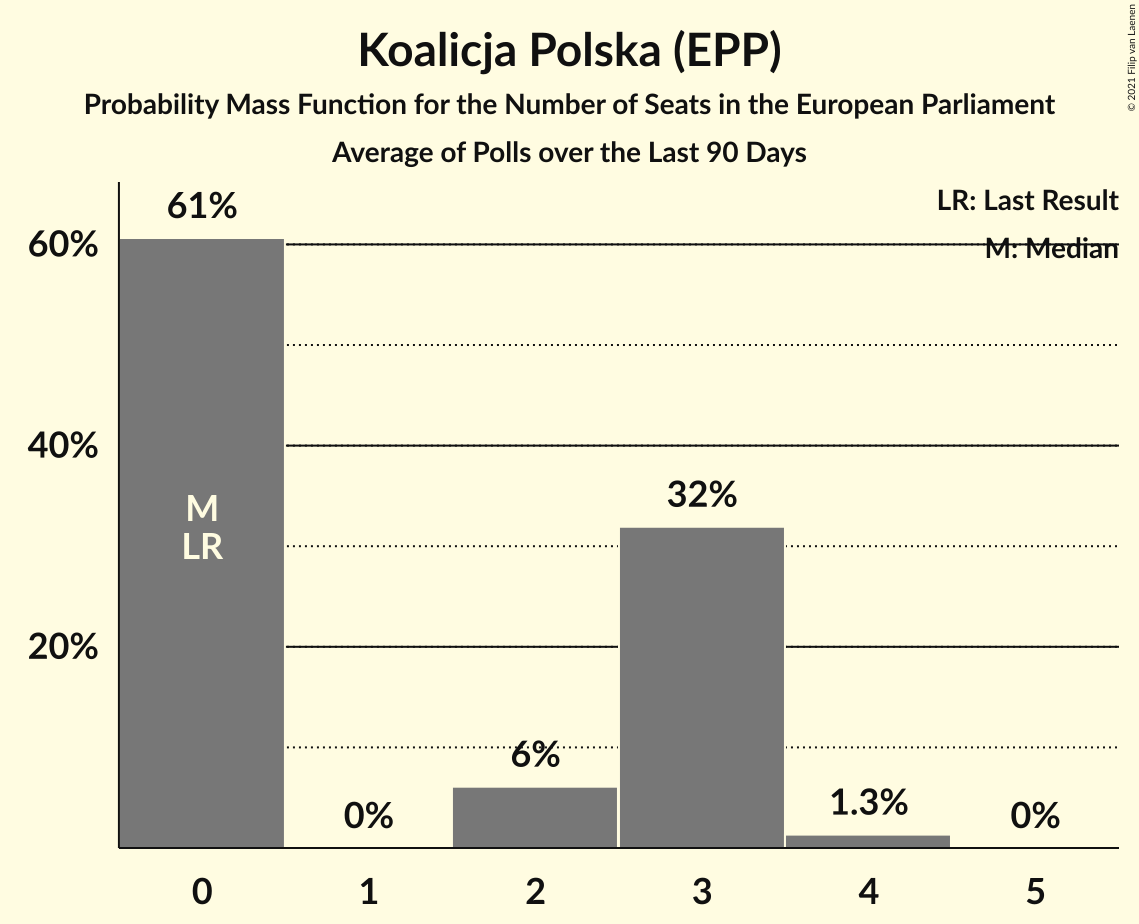 Koalicja Polska (EPP)
Probability Mass Function for the Number of Seats in the European Parliament
Average of Polls over the Last 90 Days
© 2021 Filip van Laenen
LR: Last Result
M: Median
60%
40%
20%
61%
0%
6%
32%
1.3%
0%
M
LR
0 1 2 3 4 5